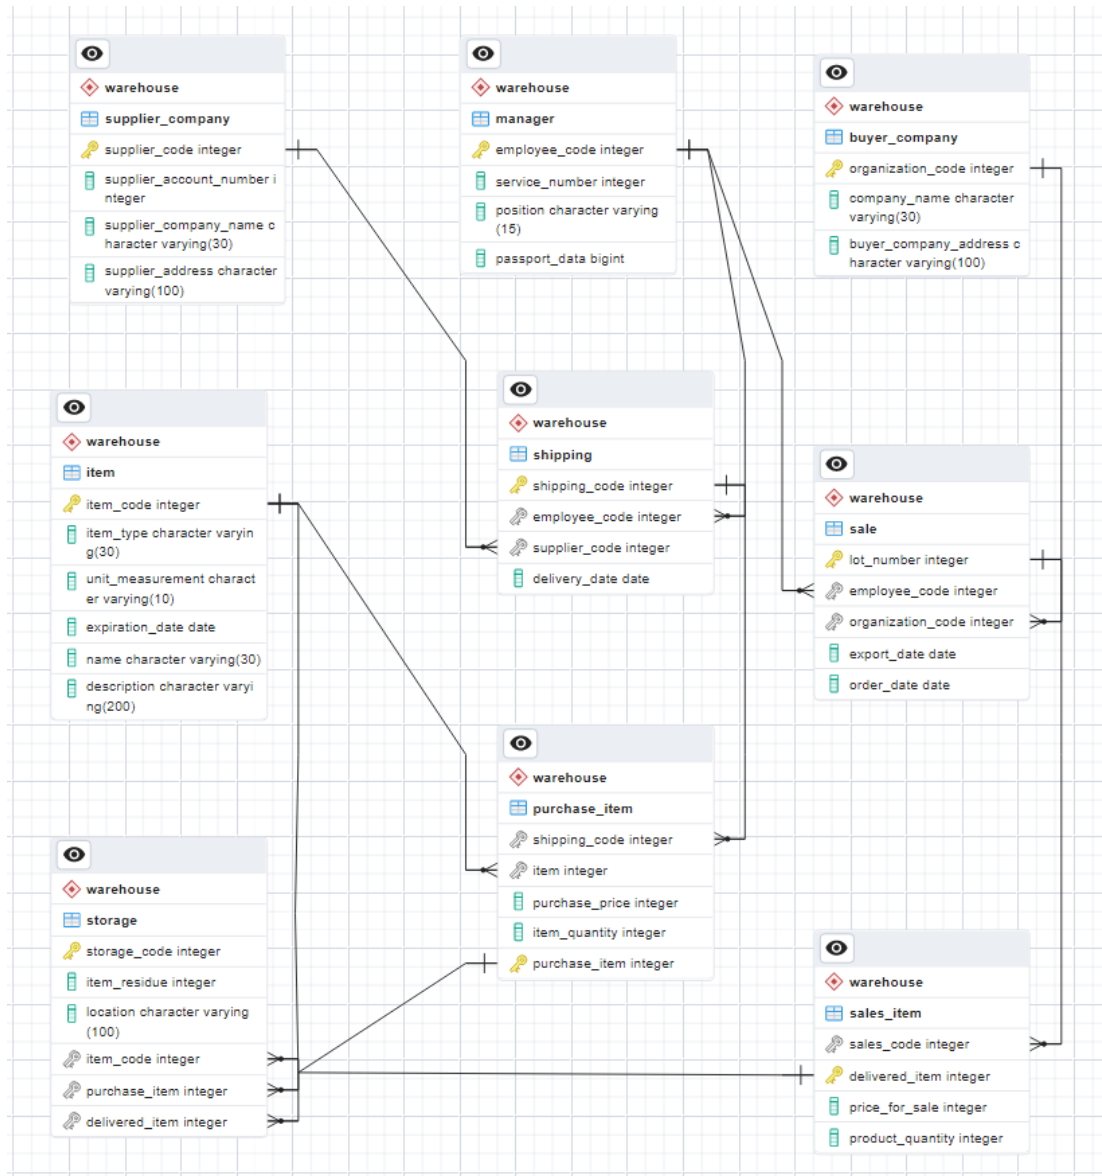 warehouse
supplier_company
supplier_code integer
supplier_account_number i
nteger
supplier_company_name c
haracter varying(30)
supplier_address character
varying(100)
warehouse
manager
employee_code integer
service_number integer
position character varying
(15)
passport_data bigint
warehouse
buyer_company
organization_code integer
company_name character
varying(30)
buyer_company_address c
haracter varying(100)
warehouse
item
item_code integer
item_type character varyin
g(30)
unit_measurement charact
er varying(10)
expiration_date date
name character varying(30)
description character varyi
ng(200)
warehouse
shipping
shipping_code integer
employee_code integer
supplier_code integer
delivery_date date
warehouse
sale
lot_number integer
employee_code integer
organization_code integer
export_date date
order_date date
warehouse
purchase_item
shipping_code integer
item integer
purchase_price integer
item_quantity integer
purchase_item integer
warehouse
storage
storage_code integer
item_residue integer
location character varying
(100)
item_code integer
purchase_item integer
delivered_item integer
warehouse
sales_item
sales_code integer
delivered_item integer
price_for_sale integer
product_quantity integer